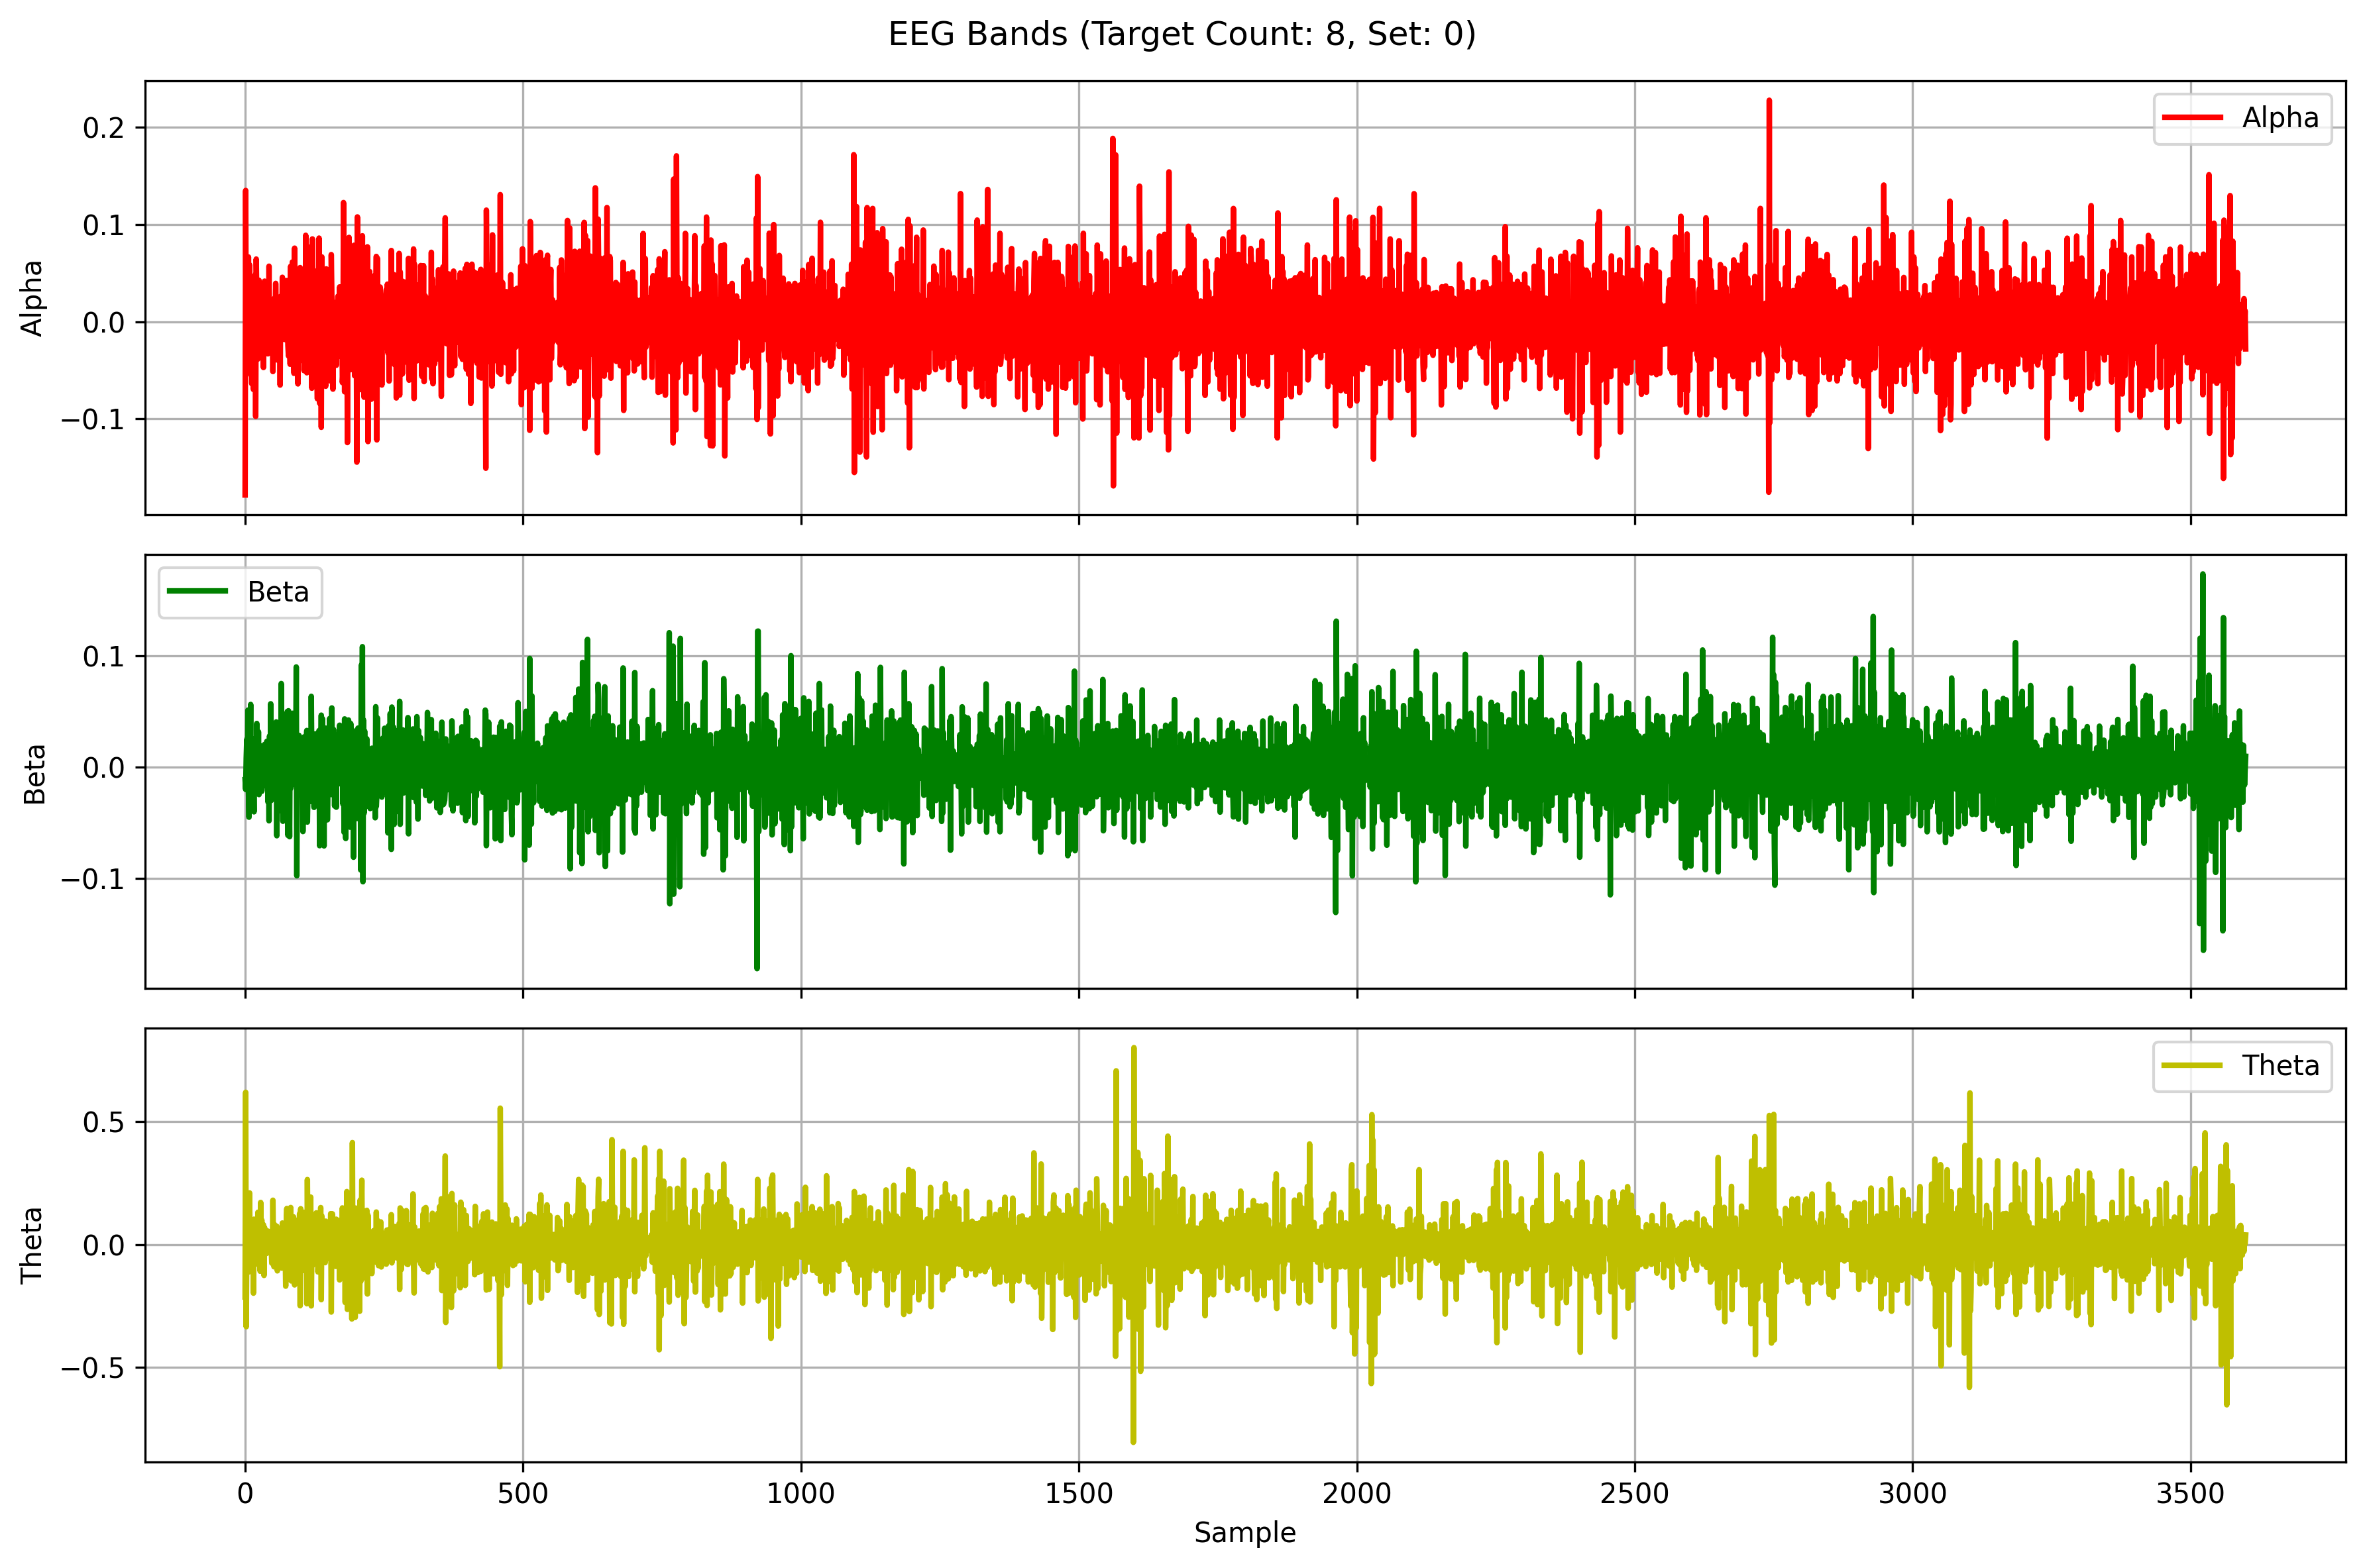 EEG Bands (Target Count: 8, Set: 0)
Alpha
0.2
0.1
0.0
−0.1
Alpha
Beta
0.1
0.0
−0.1
Beta
Theta
0.5
0.0
−0.5
Theta
0 500 1000 1500 2000 2500 3000 3500
Sample